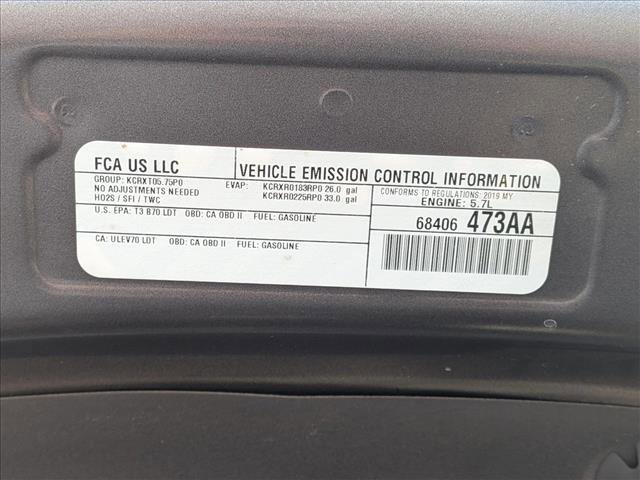 FCA US LLC
VEHICLE EMISSION CONTROL INFORMATION
GROUP: KCRXT05.75P0
EVAP: KCRXR0183RP0 26.0 gal
NO ADJUSTMENTS NEEDED
KCRXR0225RP0 33.0 gal
HO2S / SFI / TWC
CONFORMS TO REGULATIONS: 2019 MY
ENGINE: 5.7L
U.S. EPA: T3 B70 LDT OBD: CA OBD II FUEL: GASOLINE
68406 473AA
CA: ULEV70 LDT OBD: CA OBD II FUEL: GASOLINE